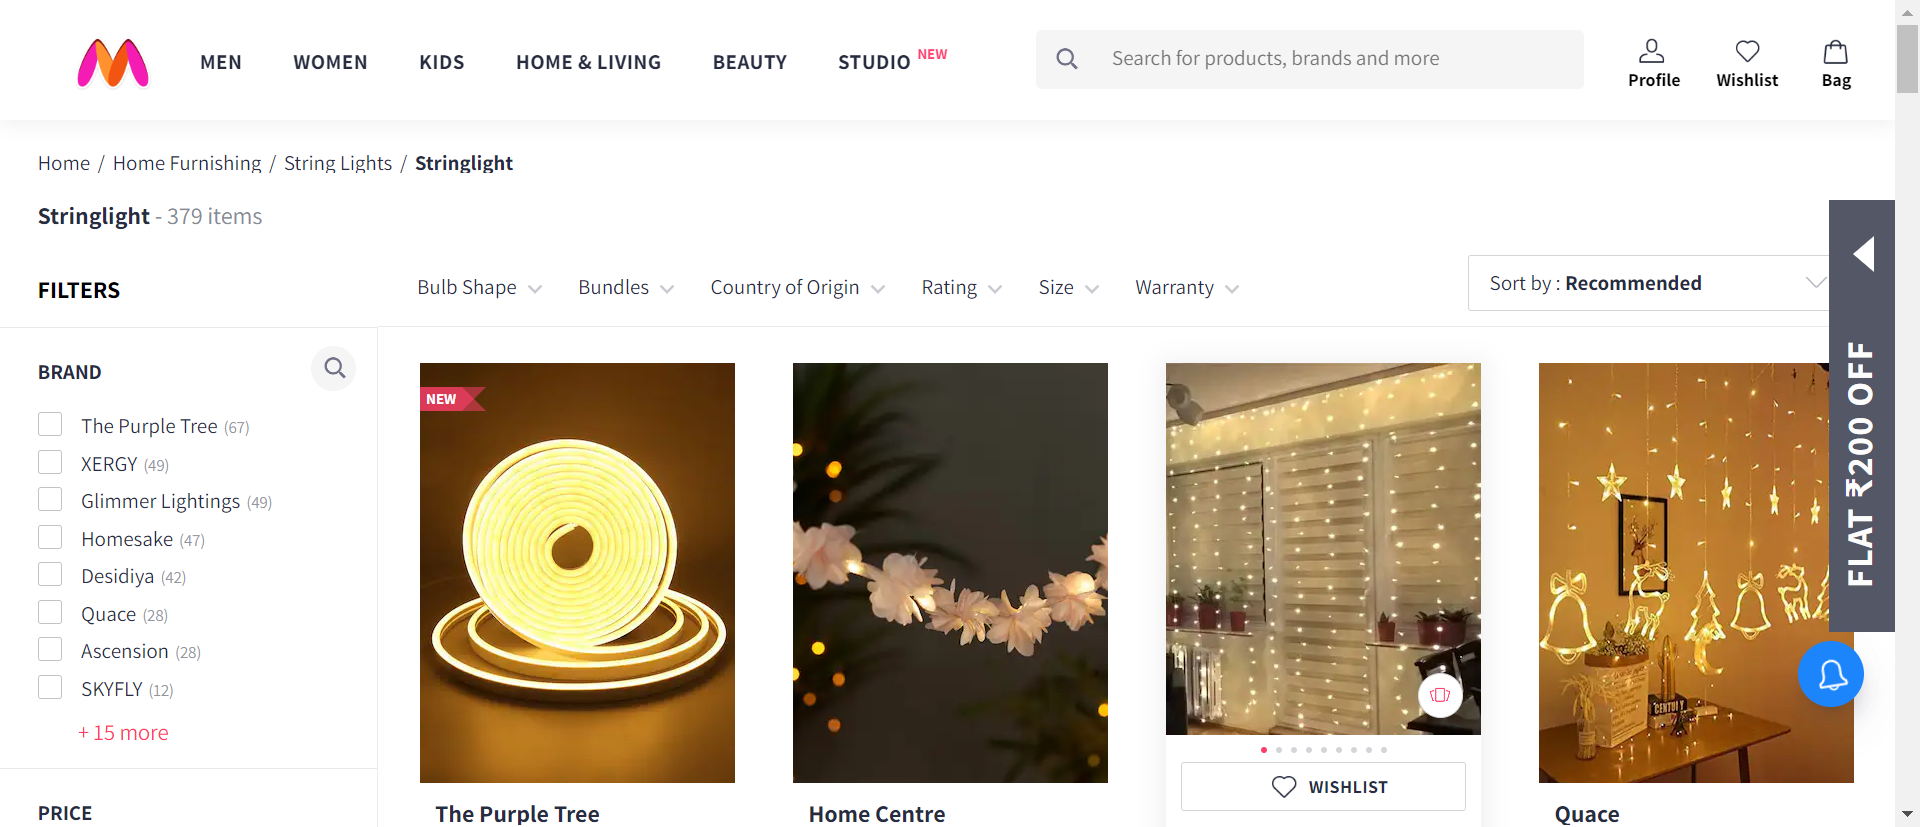 MEN WOMEN KIDS HOME & LIVING BEAUTY STUDIO NEW Search for products, brands and more Profile Wishlist Bag
Home / Home Furnishing / String Lights / Stringlight
Stringlight - 379 items
FILTERS Bulb Shape Bundles Country of Origin Rating Size Warranty Sort by : Recommended
BRAND
The Purple Tree (67)
XERGY (49)
Glimmer Lightings (49)
Homesake (47)
Desidiya (42)
Quace (28)
Ascension (28)
SKYFLY (12)
+ 15 more
PRICE
NEW
CENTURY
FLAT ₹200 OFF
WISHLIST
The Purple Tree Home Centre Quace